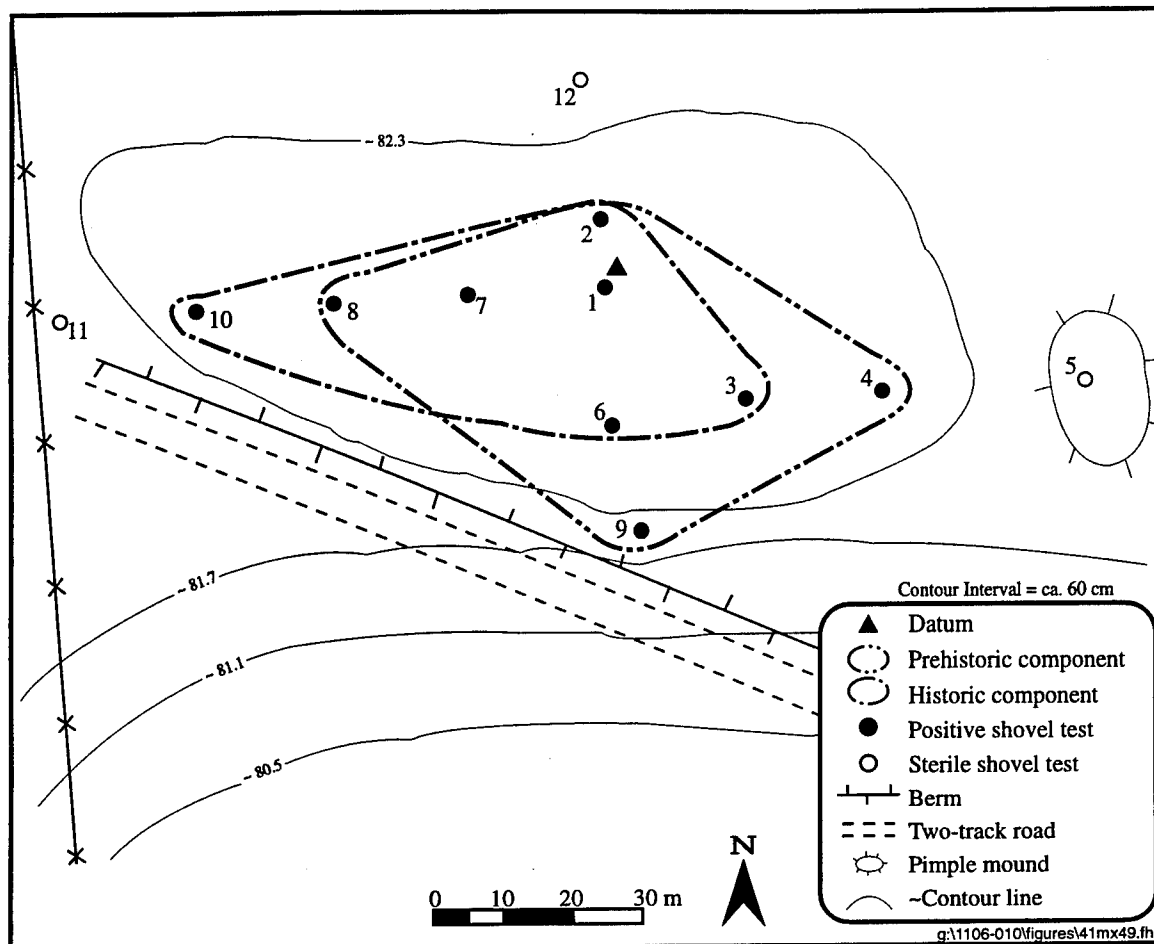 12
~ 82.3
2
1
7
8
10
11
5
3
4
6
9
~ 81.7
~ 81.1
~ 80.5
Contour Interval = ca. 60 cm
Datum
Prehistoric component
Historic component
Positive shovel test
Sterile shovel test
Berm
Two-track road
Pimple mound
~Contour line
N
0 10 20 30 m
g:\1106-010\figures\41mx49.fh